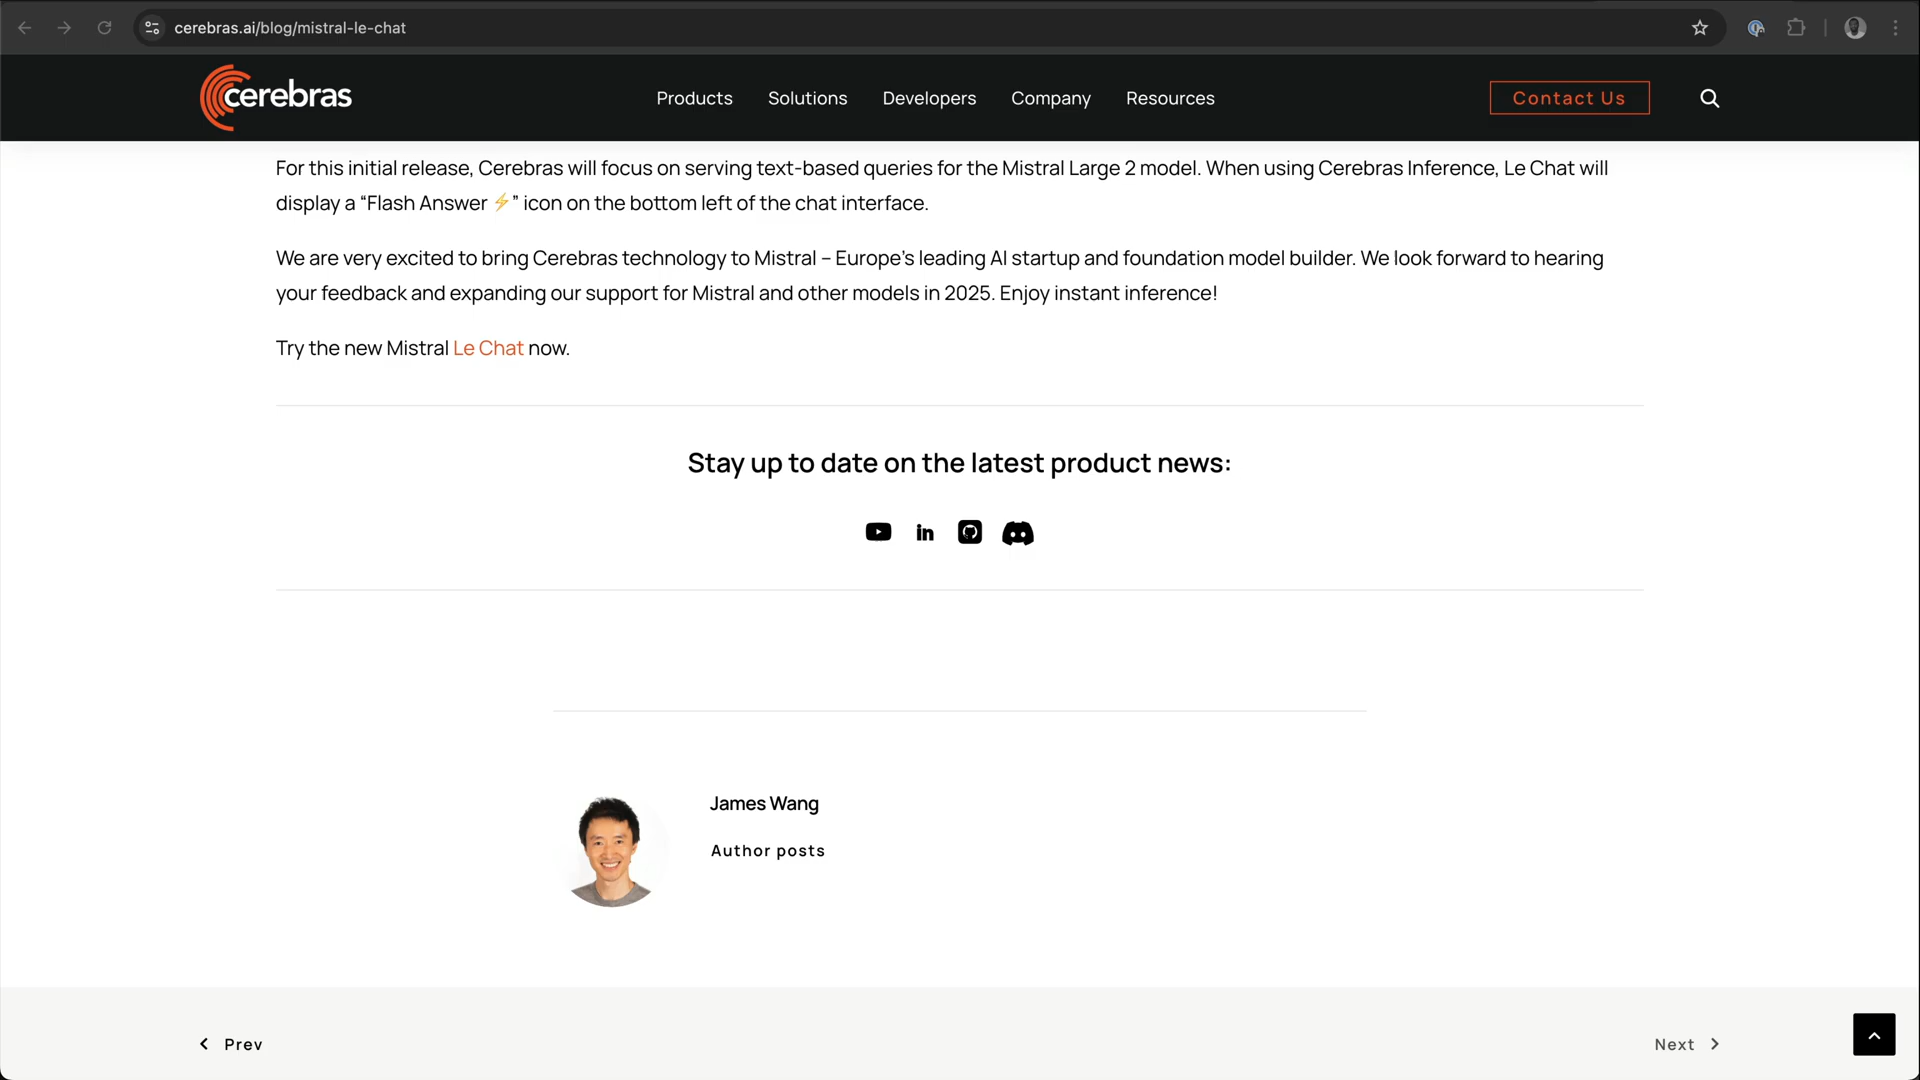 cerebras.ai/blog/mistral-le-chat
cerebras
Products
Solutions
Developers
Company
Resources
Contact Us
For this initial release, Cerebras will focus on serving text-based queries for the Mistral Large 2 model. When using Cerebras Inference, Le Chat will
display a “Flash Answer ⚡” icon on the bottom left of the chat interface.
We are very excited to bring Cerebras technology to Mistral – Europe’s leading AI startup and foundation model builder. We look forward to hearing
your feedback and expanding our support for Mistral and other models in 2025. Enjoy instant inference!
Try the new Mistral Le Chat now.
Stay up to date on the latest product news:
in
James Wang
Author posts
Prev
Next